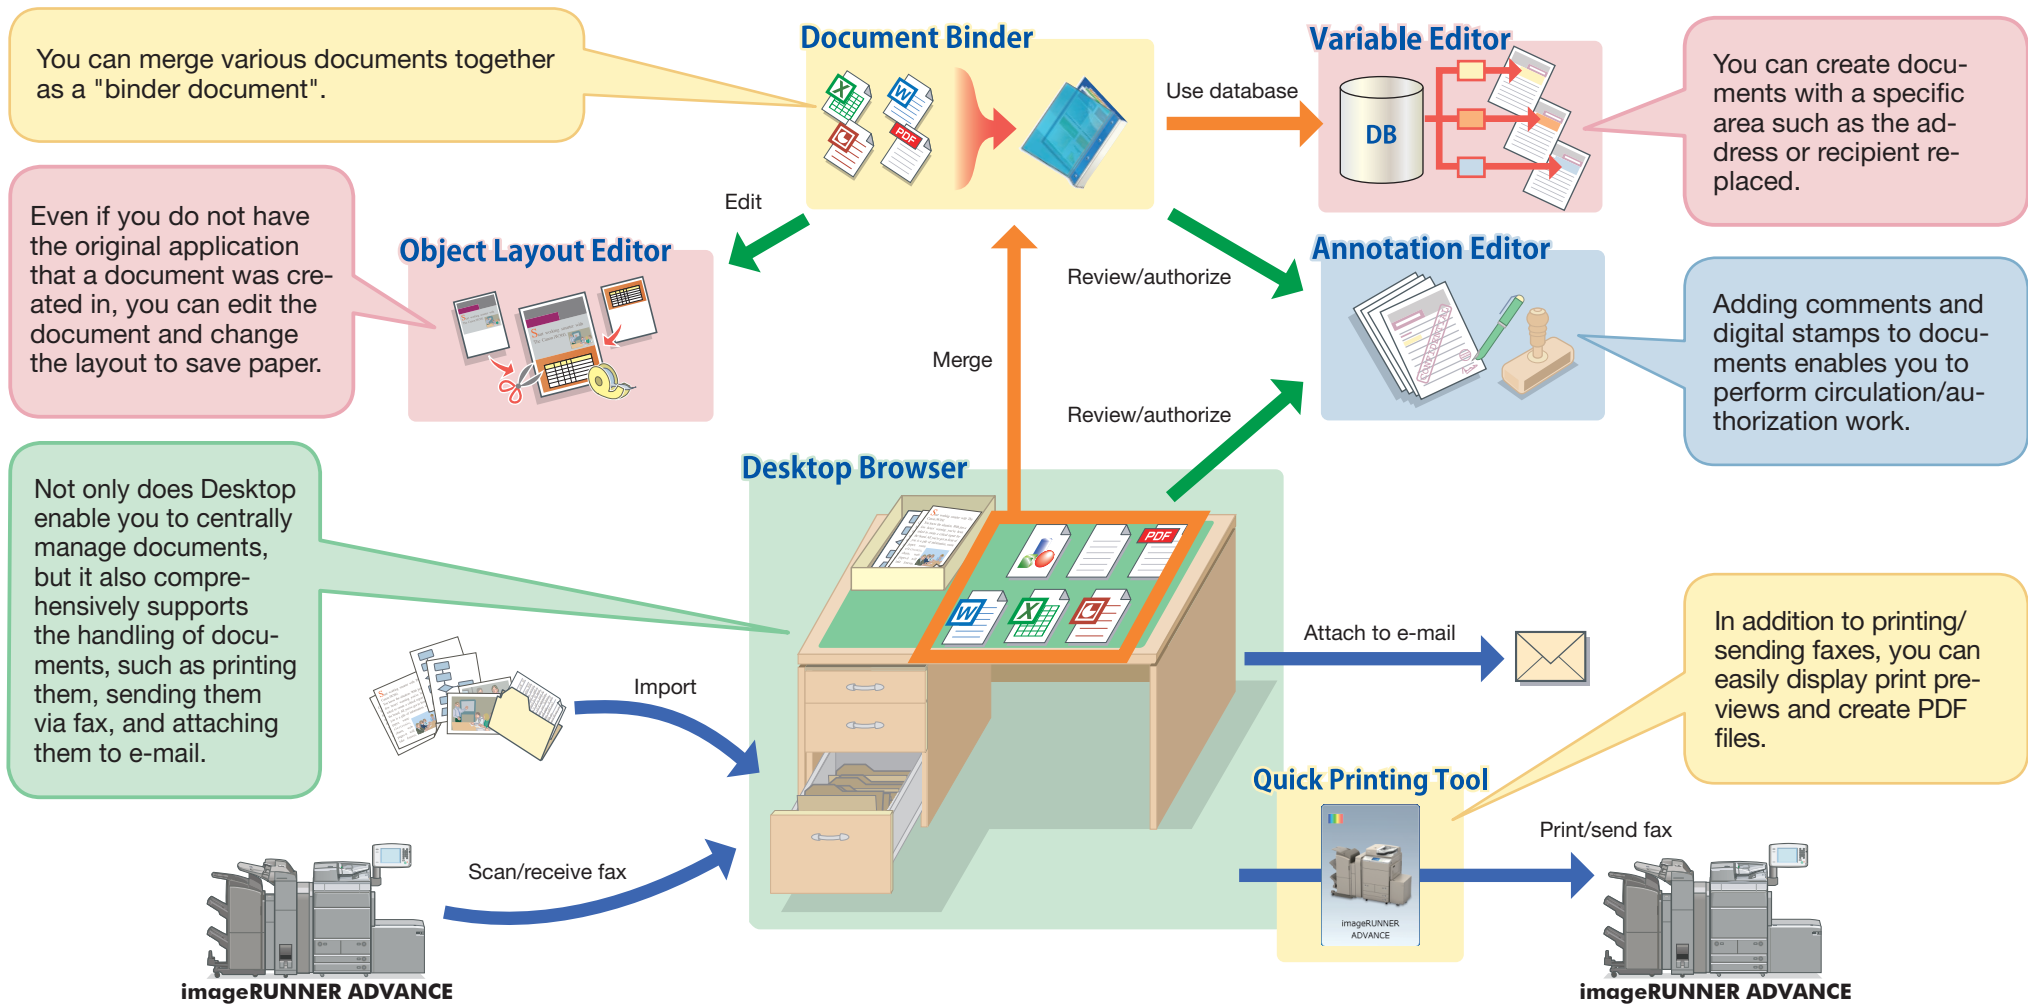 You can merge various documents together
as a "binder document".
Document Binder
PDF
Use database
Variable Editor
DB
You can create docu-
ments with a specific
area such as the ad-
dress or recipient re-
placed.
Even if you do not have
the original application
that a document was cre-
ated in, you can edit the
document and change
the layout to save paper.
Edit
Object Layout Editor
Review/authorize
Annotation Editor
Adding comments and
digital stamps to docu-
ments enables you to
perform circulation/au-
thorization work.
Merge
Review/authorize
Desktop Browser
PDF
Not only does Desktop
enable you to centrally
manage documents,
but it also compre-
hensively supports
the handling of docu-
ments, such as printing
them, sending them
via fax, and attaching
them to e-mail.
Import
Attach to e-mail
In addition to printing/
sending faxes, you can
easily display print pre-
views and create PDF
files.
Quick Printing Tool
imageRUNNER
ADVANCE
Print/send fax
Scan/receive fax
imageRUNNER ADVANCE
imageRUNNER ADVANCE